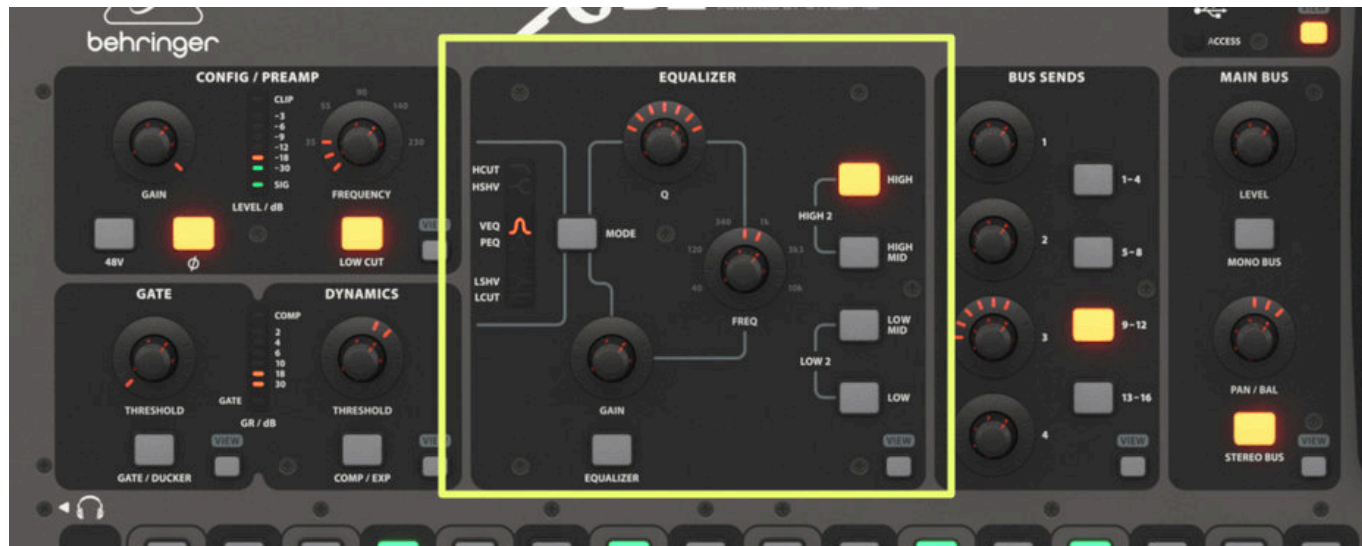 behringer
ACCESS
VIEW
CONFIG / PREAMP
CLIP
-3
-6
-9
-12
-18
-30
SIG
LEVEL / dB
GAIN
35
55
90
140
230
FREQUENCY
48V
Ø
LOW CUT
VIEW
GATE
THRESHOLD
GATE / DUCKER
VIEW
DYNAMICS
COMP
2
4
6
10
18
30
GATE
GR / dB
THRESHOLD
COMP / EXP
VIEW
EQUALIZER
HCUT
HSHV
VEQ
PEQ
LSHV
LCUT
MODE
Q
40
120
340
1k
3k3
10k
FREQ
GAIN
EQUALIZER
HIGH
HIGH 2
HIGH
MID
LOW
MID
LOW 2
LOW
VIEW
BUS SENDS
1
2
3
4
1-4
5-8
9-12
13-16
VIEW
MAIN BUS
LEVEL
MONO BUS
PAN / BAL
STEREO BUS
VIEW